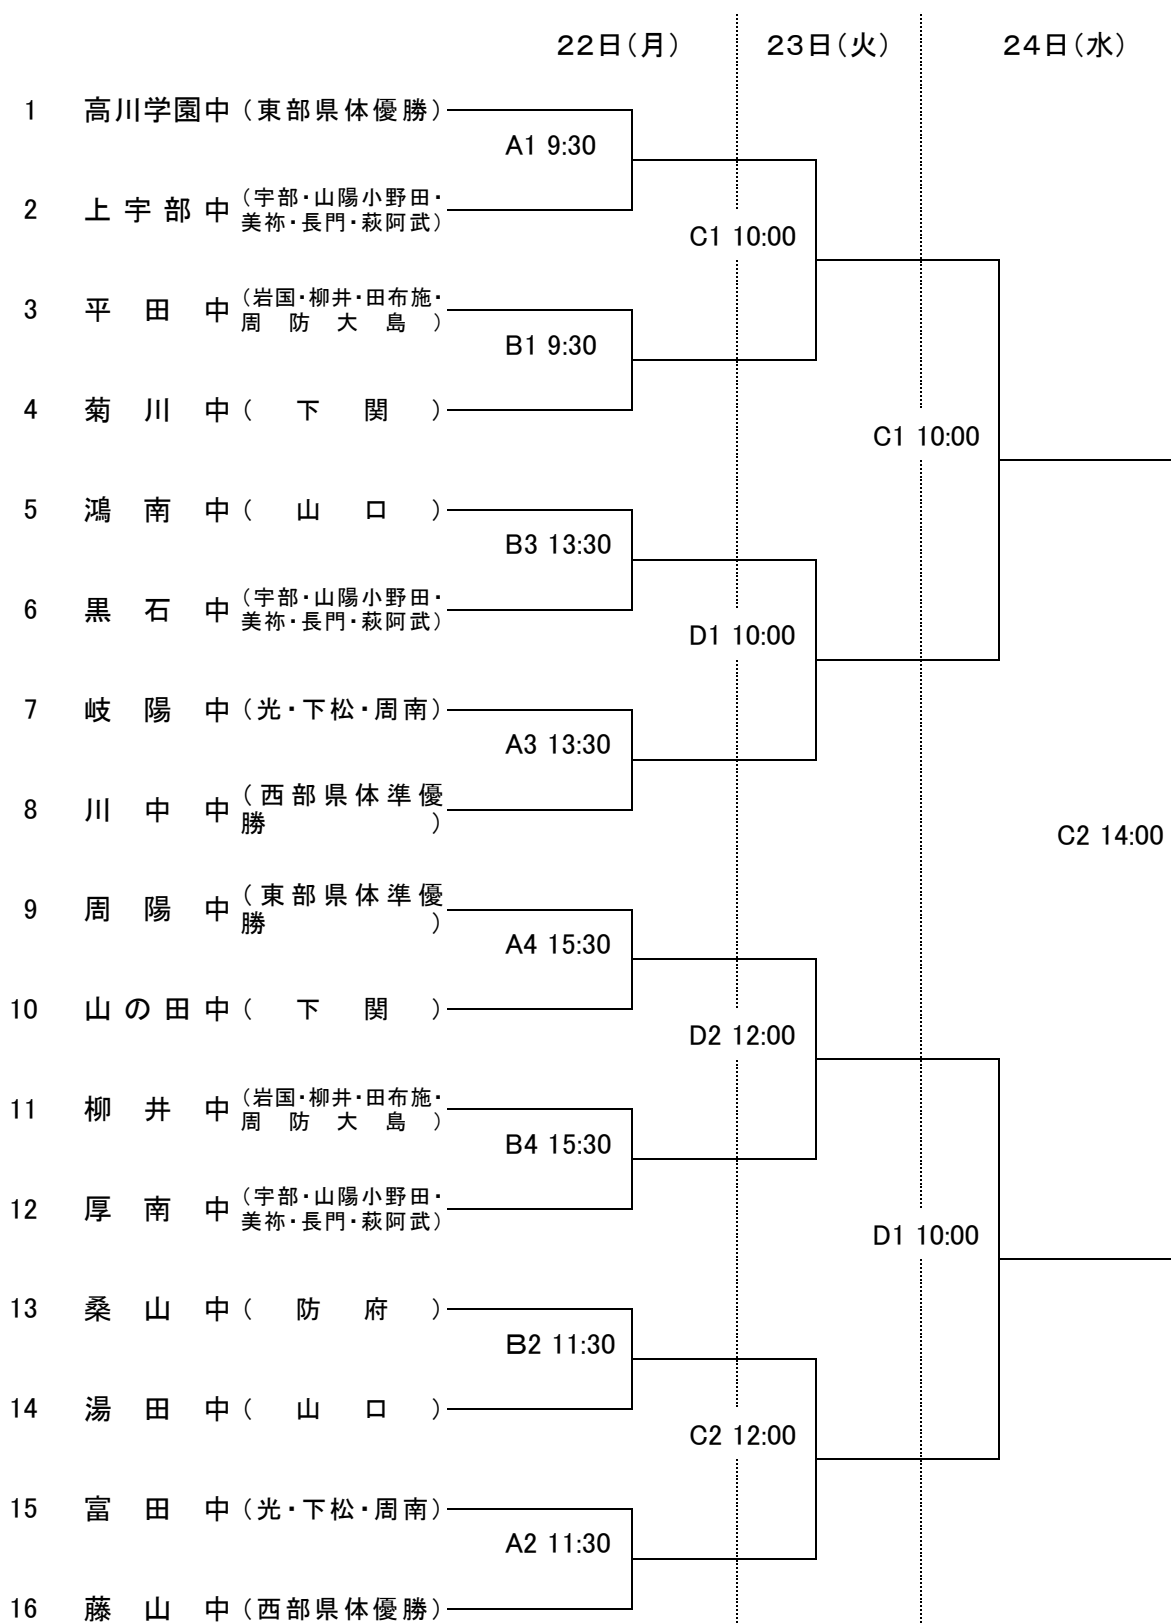 22日（月） 23日（火） 24日（水）
1 高川学園中（東部県体優勝）
A1 9:30
2 上宇部中（宇部・山陽小野田・
美祢・長門・萩阿武）
C1 10:00
3 平田中（岩国・柳井・田布施・
周防大島）
B1 9:30
4 菊川中（下関）
C1 10:00
5 鴻南中（山口）
B3 13:30
6 黒石中（宇部・山陽小野田・
美祢・長門・萩阿武）
D1 10:00
7 岐陽中（光・下松・周南）
A3 13:30
8 川中中（西部県体準優
勝）
C2 14:00
9 周陽中（東部県体準優
勝）
A4 15:30
10 山の田中（下関）
D2 12:00
11 柳井中（岩国・柳井・田布施・
周防大島）
B4 15:30
12 厚南中（宇部・山陽小野田・
美祢・長門・萩阿武）
D1 10:00
13 桑山中（防府）
B2 11:30
14 湯田中（山口）
C2 12:00
15 富田中（光・下松・周南）
A2 11:30
16 藤山中（西部県体優勝）